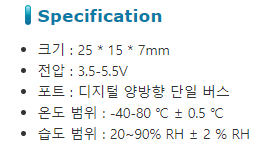 Specification
• 크기 : 25 * 15 * 7mm
• 전압 : 3.5-5.5V
• 포트 : 디지털 양방향 단일 버스
• 온도 범위 : -40-80 ℃ ± 0.5 ℃
• 습도 범위 : 20~90% RH ± 2 % RH